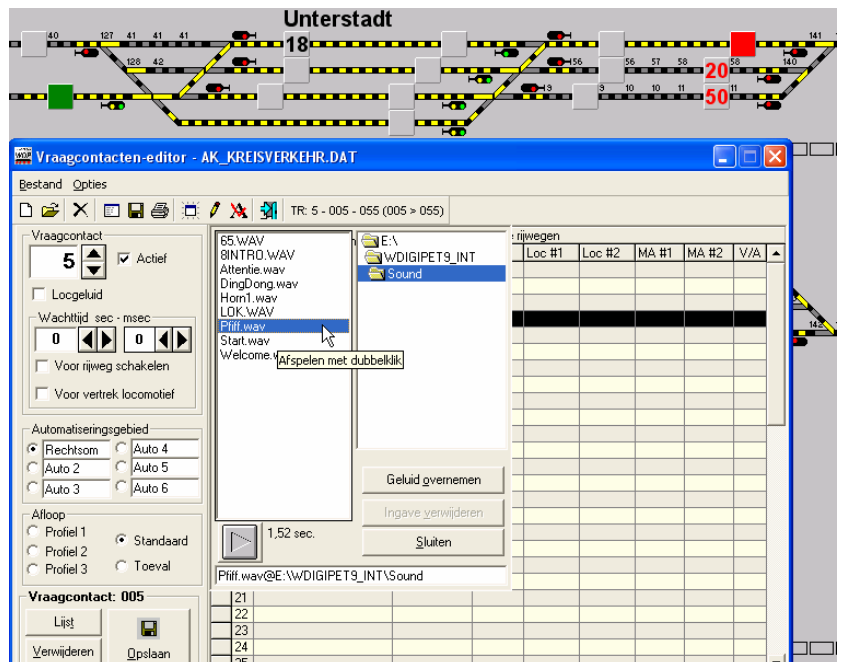 Unterstadt
40 127 41 41 41 18 141
128 42 56 56 57 58 20 58 140
9 9 10 10 11 50 11
Vraagcontacten-editor - AK_KREISVERKEHR.DAT
Bestand Opties
TR: 5 - 005 - 055 (005 > 055)
Vraagcontact
5 Actief
Locgeluid
Wachttijd sec - msec
0 0
Voor rijweg schakelen
Voor vertrek locomotief
Automatiseringsgebied
Rechtsom Auto 4
Auto 2 Auto 5
Auto 3 Auto 6
Afloop
Profiel 1
Profiel 2
Profiel 3
Standaard
Toeval
Vraagcontact: 005
Lijst
Verwijderen
Opslaan
65.WAV
8INTRO.WAV
Attentie.wav
DingDong.wav
Horn1.wav
LOK.WAV
Pfiff.wav
Start.wav
Welcome.w
Afspelen met dubbelklik
E:\
WDIGIPET9_INT
Sound
Geluid overnemen
Ingave verwijderen
Sluiten
1,52 sec.
Pfiff.wav@E:\WDIGIPET9_INT\Sound
rijwegen
Loc #1 Loc #2 MA #1 MA #2 V/A
21
22
23
24